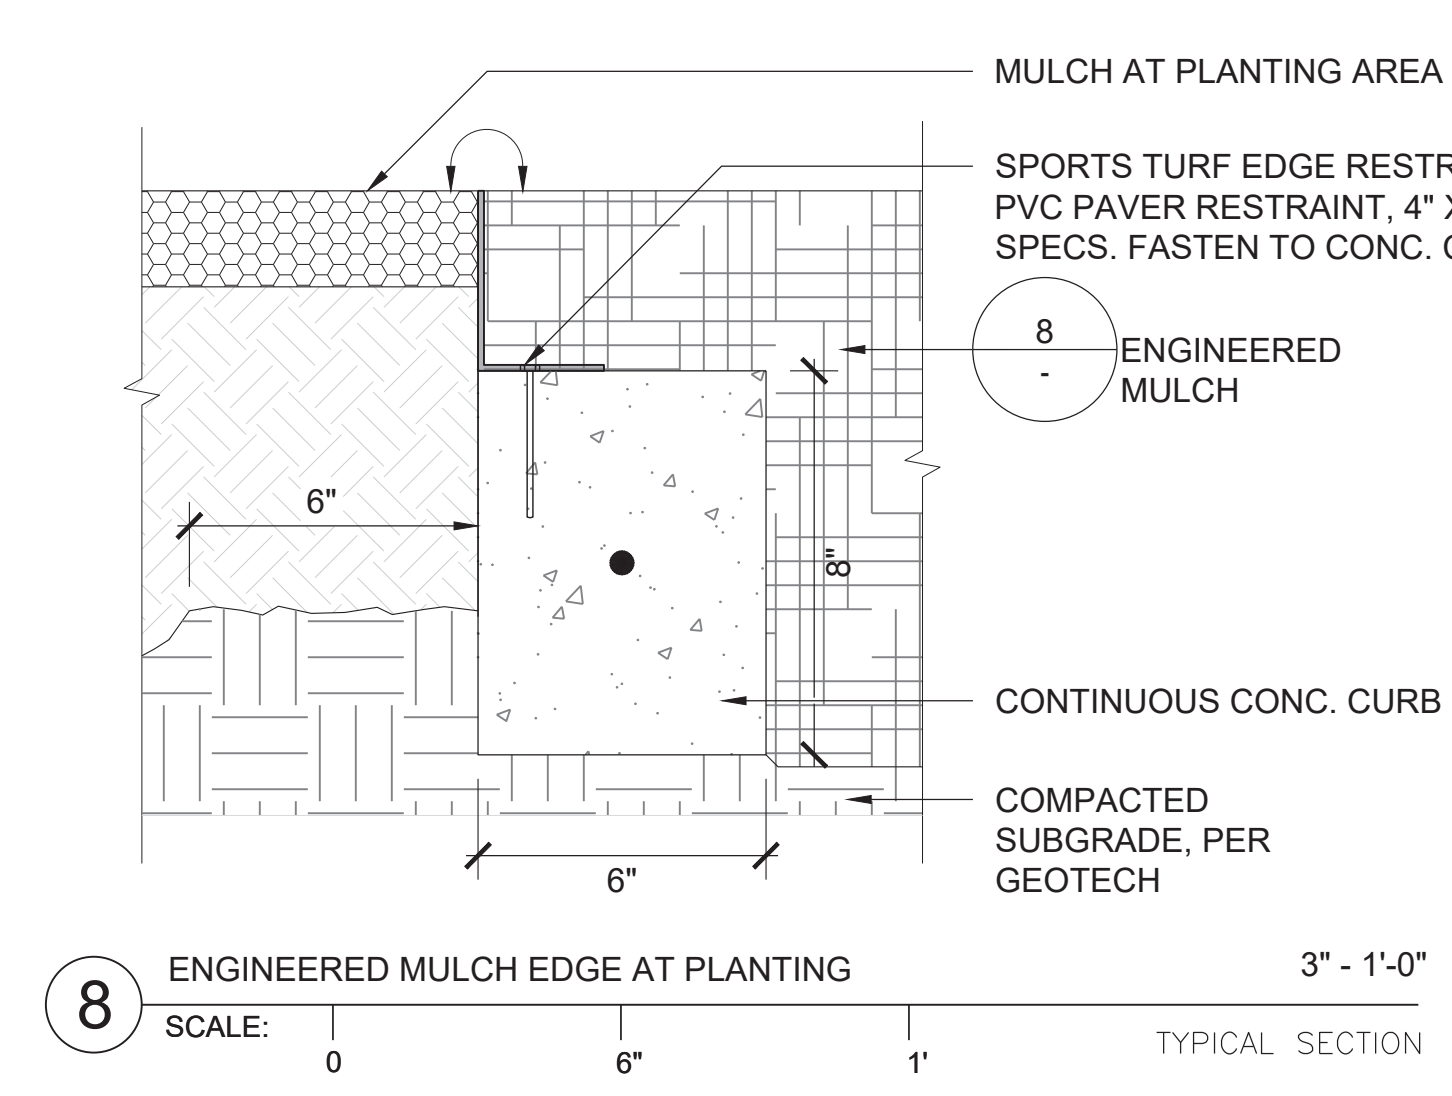 MULCH AT PLANTING AREA
SPORTS TURF EDGE
PVC PAVER RESTRAINT, 4"
SPECS. FASTEN TO CONC.
8
-
ENGINEERED
MULCH
6"
8"
CONTINUOUS CONC. CURB
COMPACTED
SUBGRADE, PER
GEOTECH
6"
8
ENGINEERED MULCH EDGE AT PLANTING
3" - 1'-0"
SCALE:
0
6"
1'
TYPICAL SECTION